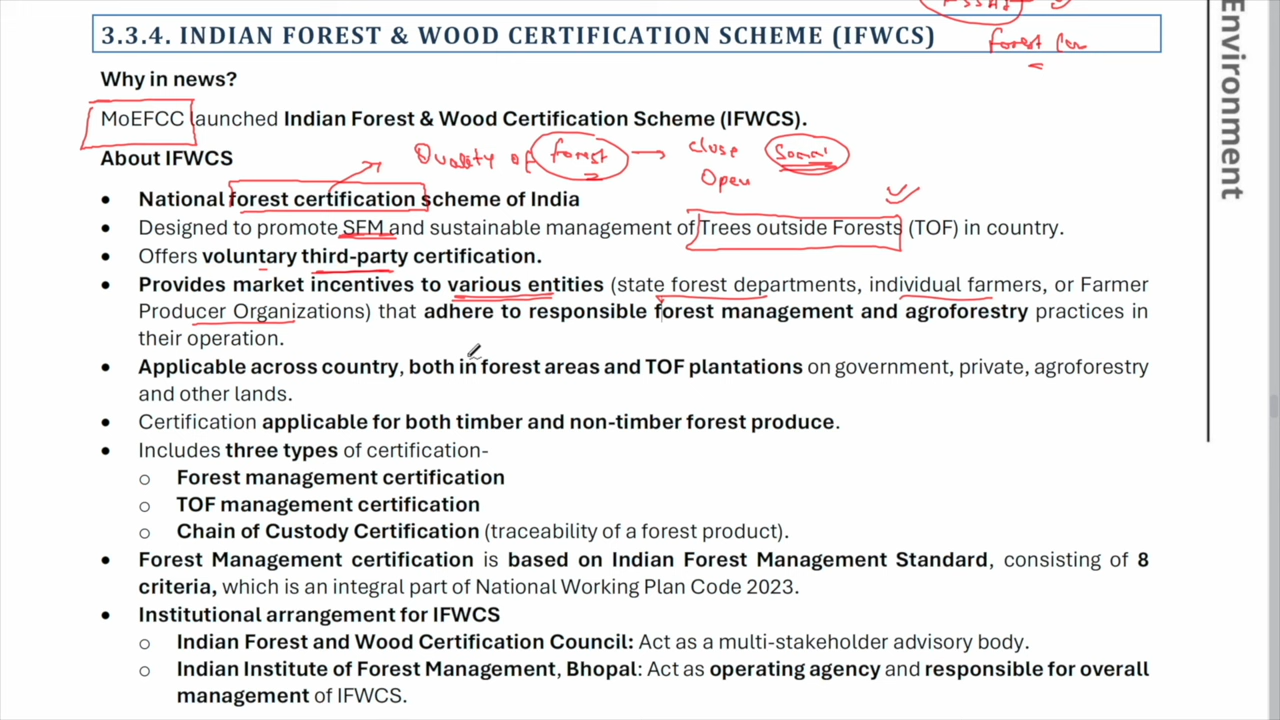 Forest
3.3.4. INDIAN FOREST & WOOD CERTIFICATION SCHEME (IFWCS)
Environment
Why in news?
MoEFCC launched Indian Forest & Wood Certification Scheme (IFWCS).
About IFWCS
Quality of forest → close
Open
• National forest certification scheme of India
• Designed to promote SFM and sustainable management of Trees outside Forests (TOF) in country.
• Offers voluntary third-party certification.
• Provides market incentives to various entities (state forest departments, individual farmers, or Farmer
Producer Organizations) that adhere to responsible forest management and agroforestry practices in
their operation.
• Applicable across country, both in forest areas and TOF plantations on government, private, agroforestry
and other lands.
• Certification applicable for both timber and non-timber forest produce.
• Includes three types of certification-
o Forest management certification
o TOF management certification
o Chain of Custody Certification (traceability of a forest product).
• Forest Management certification is based on Indian Forest Management Standard, consisting of 8
criteria, which is an integral part of National Working Plan Code 2023.
• Institutional arrangement for IFWCS
o Indian Forest and Wood Certification Council: Act as a multi-stakeholder advisory body.
o Indian Institute of Forest Management, Bhopal: Act as operating agency and responsible for overall
management of IFWCS.